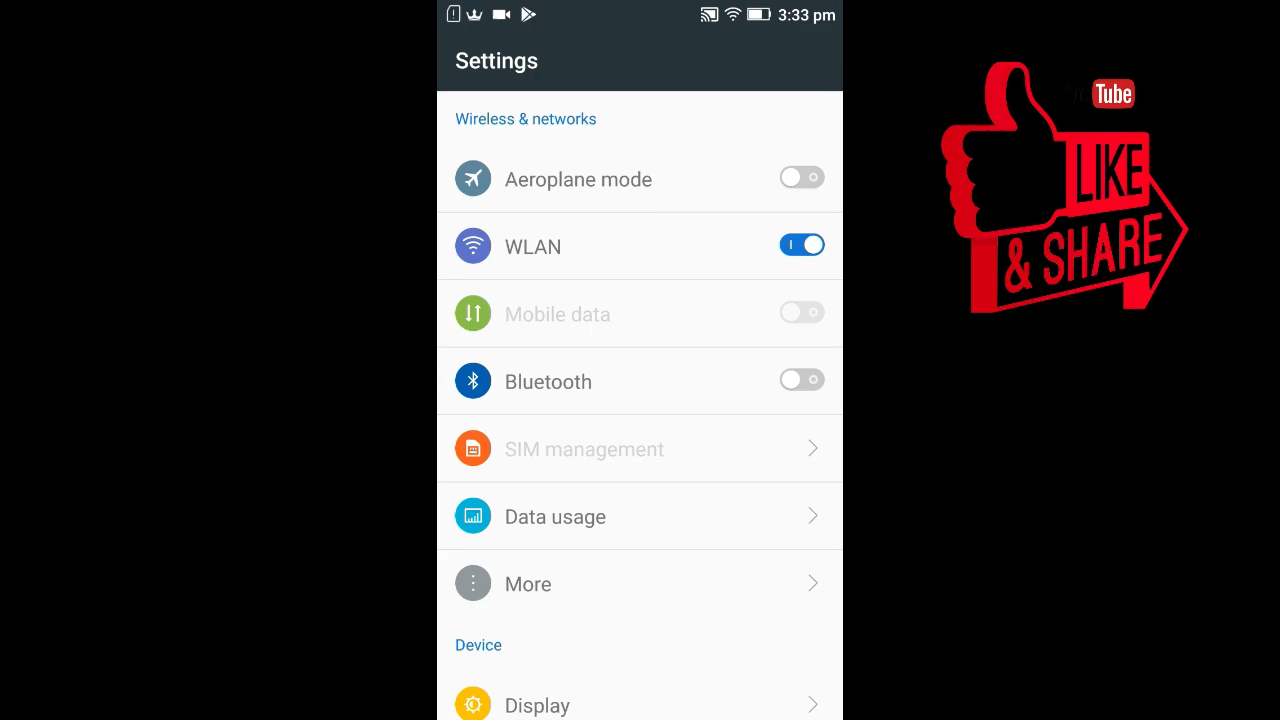 3:33 pm
Settings
Wireless & networks
Aeroplane mode
WLAN
Mobile data
Bluetooth
SIM management
Data usage
More
Device
Display
Tube
LIKE
& SHARE